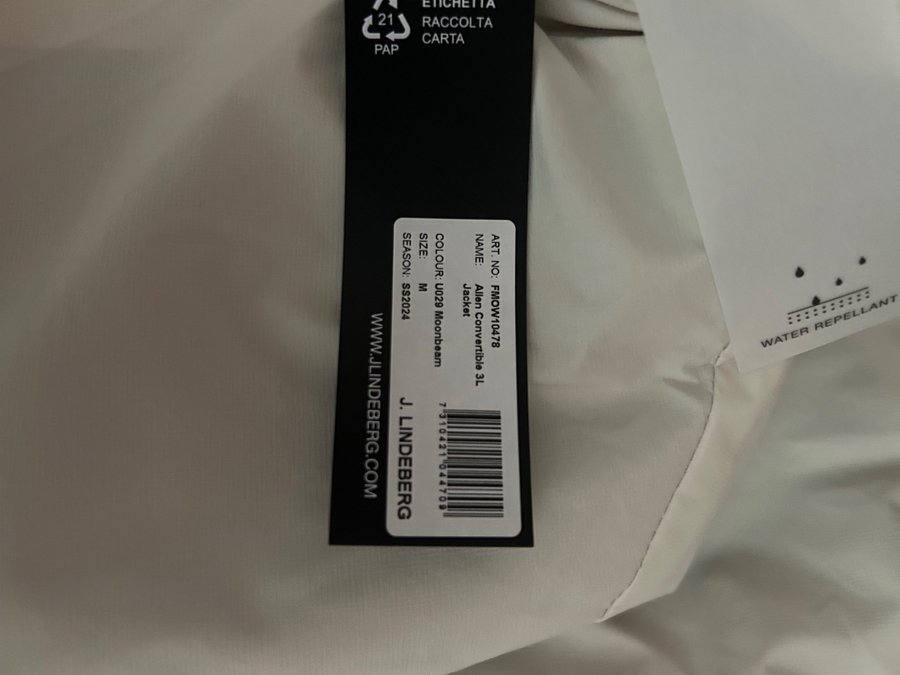 ETICHETTA
RACCOLTA
CARTA
21
PAP
ART. NO: FMOW10478
NAME: Allen Convertible 3L
Jacket
COLOUR: U029 Moonbeam
SIZE: M
SEASON: SS2024
7310421044709
J. LINDEBERG
WWW.JLINDEBERG.COM
WATER REPELLANT